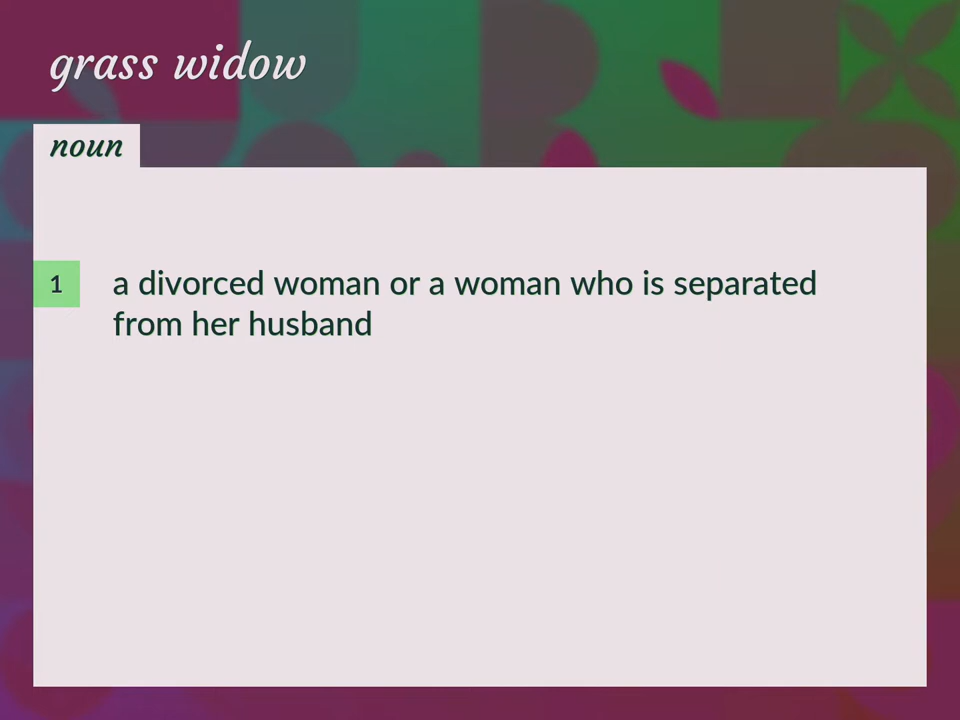 grass widow
noun
1 a divorced woman or a woman who is separated
from her husband